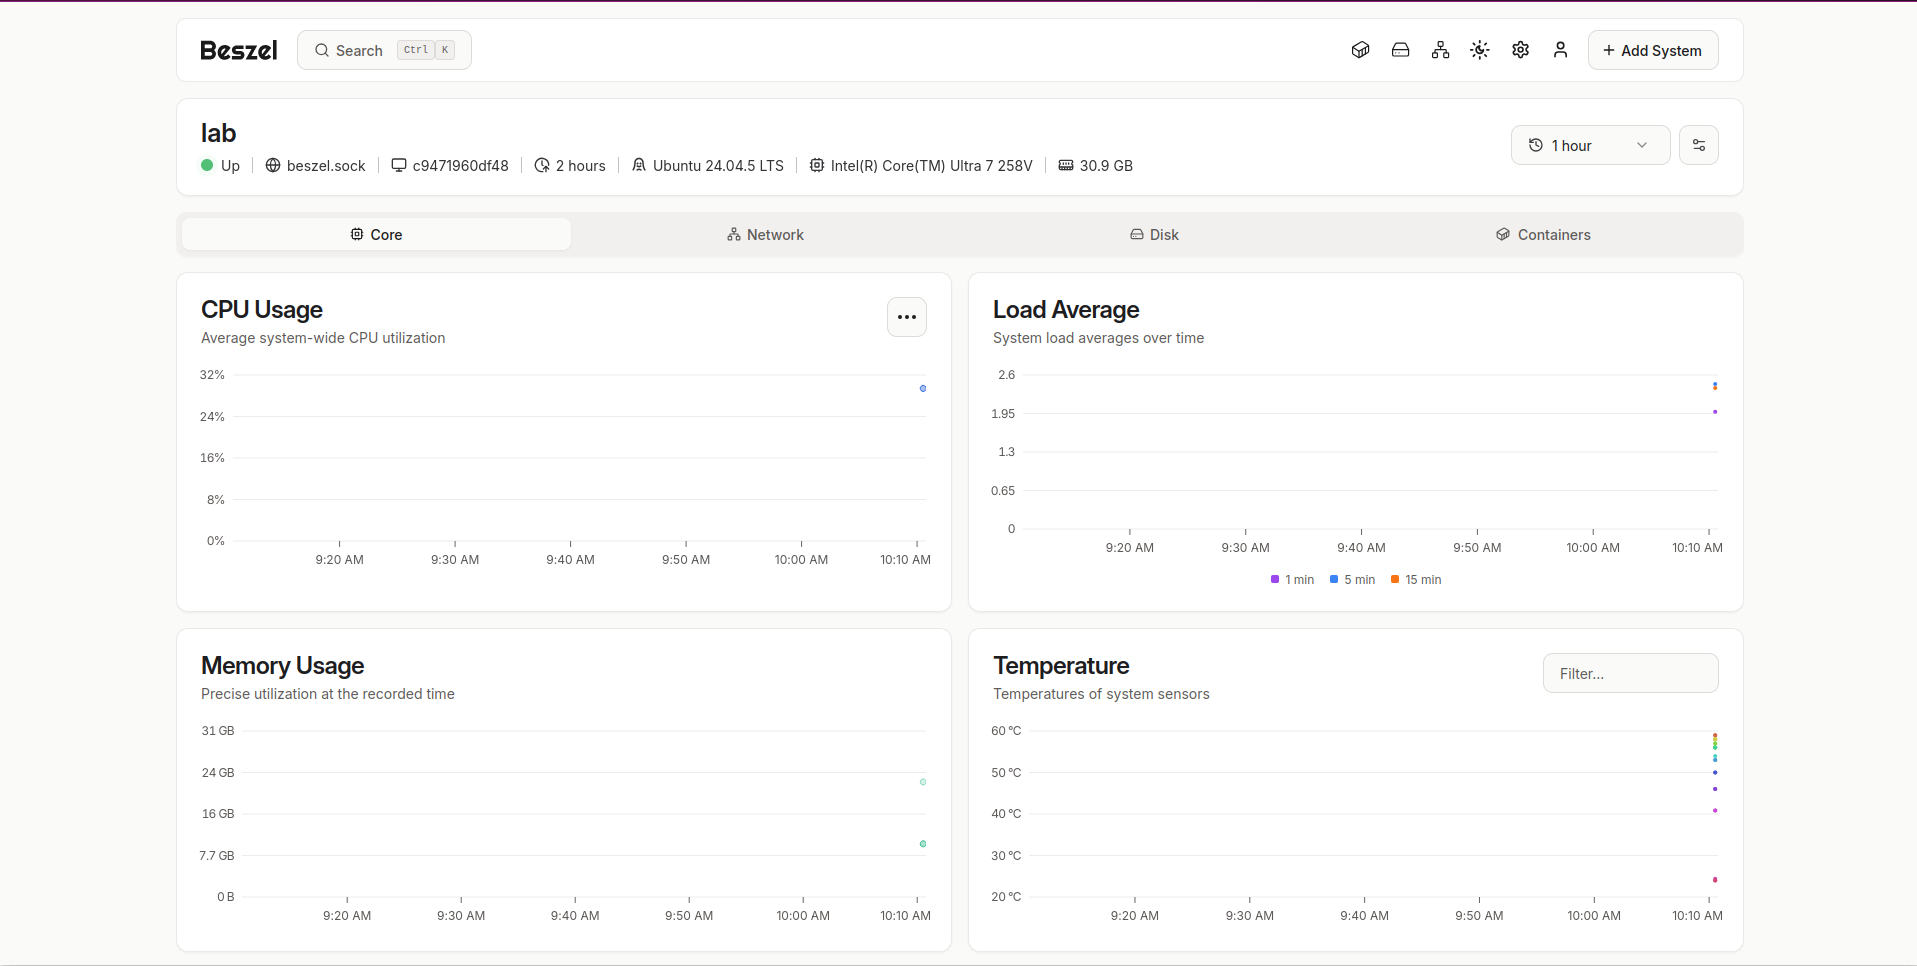 Beszel Search Ctrl K Add System
lab
Up beszel.sock c9471960df48 2 hours Ubuntu 24.04.5 LTS Intel(R) Core(TM) Ultra 7 258V 30.9 GB
1 hour
Core Network Disk Containers
CPU Usage
Average system-wide CPU utilization
32%
24%
16%
8%
0%
9:20 AM 9:30 AM 9:40 AM 9:50 AM 10:00 AM 10:10 AM
Load Average
System load averages over time
2.6
1.95
1.3
0.65
0
9:20 AM 9:30 AM 9:40 AM 9:50 AM 10:00 AM 10:10 AM
1 min 5 min 15 min
Memory Usage
Precise utilization at the recorded time
31 GB
24 GB
16 GB
7.7 GB
0 B
9:20 AM 9:30 AM 9:40 AM 9:50 AM 10:00 AM 10:10 AM
Temperature
Temperatures of system sensors
Filter...
60 °C
50 °C
40 °C
30 °C
20 °C
9:20 AM 9:30 AM 9:40 AM 9:50 AM 10:00 AM 10:10 AM